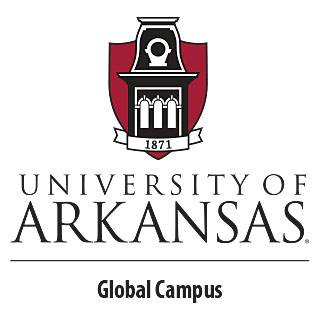 1871
UNIVERSITY OF
ARKANSAS®
Global Campus